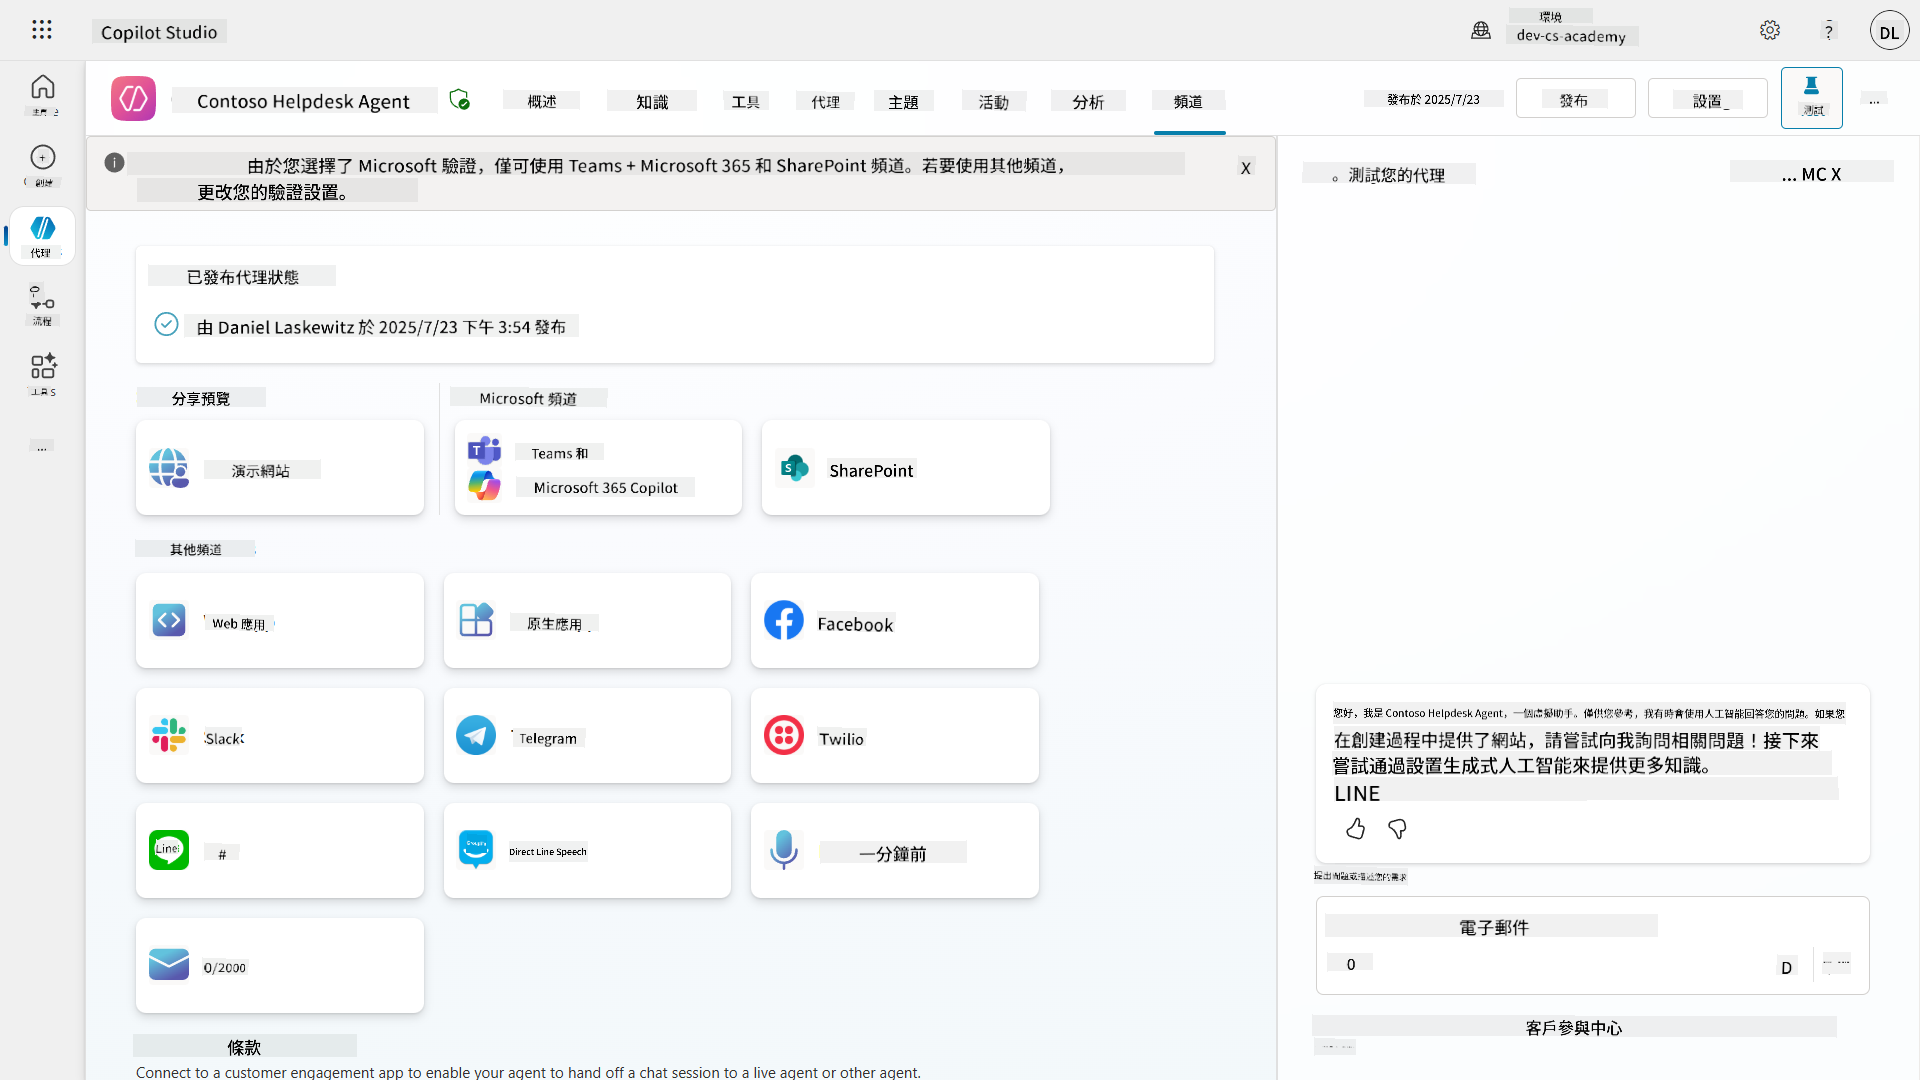 Copilot Studio
環境
dev-cs-academy
?
DL
主頁
創建
代理
流程
工具
...
Contoso Helpdesk Agent
概述
知識
工具
代理
主題
活動
分析
頻道
發布於 2025/7/23
發布
設置
測試
...
由於您選擇了 Microsoft 驗證，僅可使用 Teams + Microsoft 365 和 SharePoint 頻道。若要使用其他頻道，
更改您的驗證設置。
X
已發布代理狀態
由 Daniel Laskewitz 於 2025/7/23 下午 3:54 發布
分享預覽
演示網站
Microsoft 頻道
Teams 和
Microsoft 365 Copilot
SharePoint
其他頻道
Web 應用
原生應用
Facebook
Slack
Telegram
Twilio
#
Direct Line Speech
一分鐘前
0/2000
條款
Connect to a customer engagement app to enable your agent to hand off a chat session to a live agent or other agent.
。測試您的代理
... MC X
您好，我是 Contoso Helpdesk Agent，一個虛擬助手。僅供您參考，我有時會使用人工智能回答您的問題。如果您
在創建過程中提供了網站，請嘗試向我詢問相關問題！接下來
嘗試通過設置生成式人工智能來提供更多知識。
LINE
提出問題或描述您的需求
電子郵件
0
D
客戶參與中心